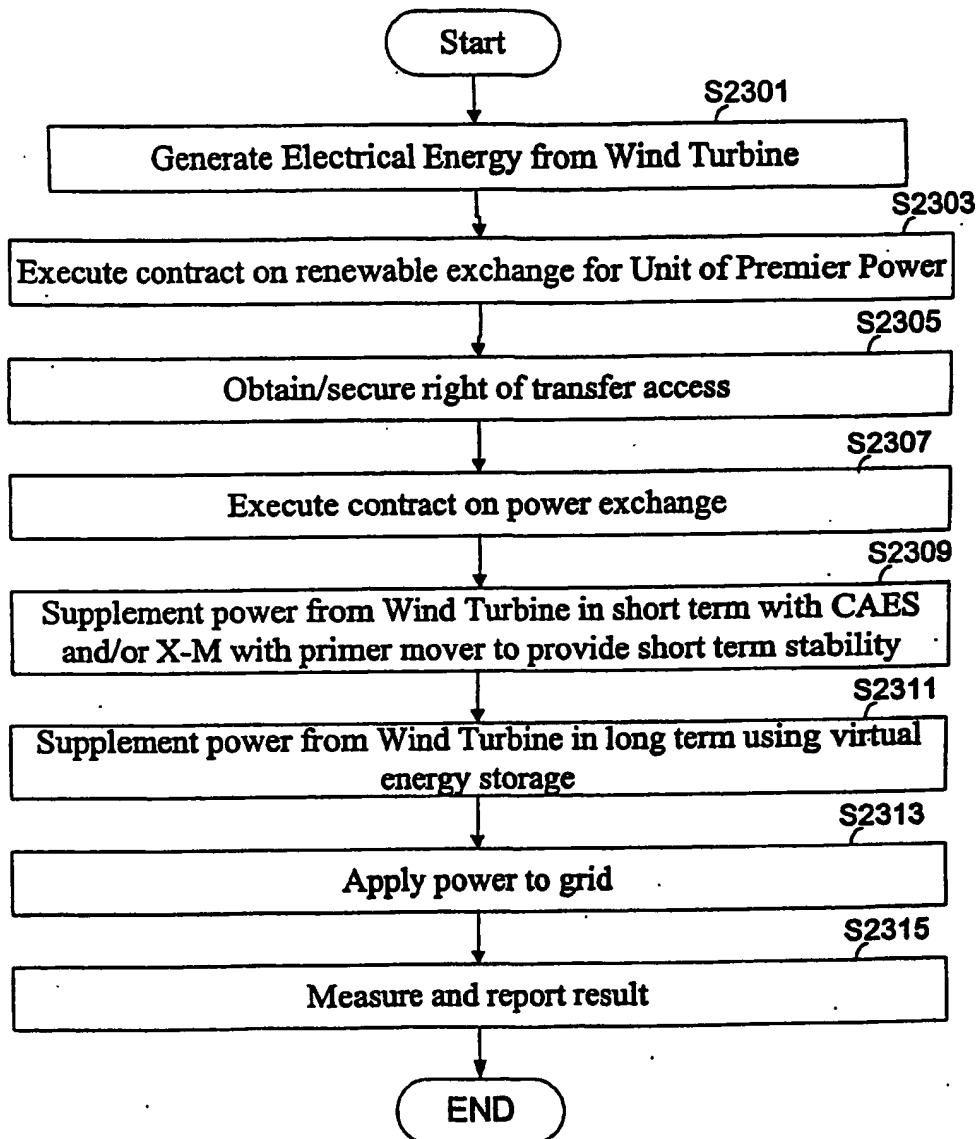 Start
S2301
Generate Electrical Energy from Wind Turbine
S2303
Execute contract on renewable exchange for Unit of Premier Power
S2305
Obtain/secure right of transfer access
S2307
Execute contract on power exchange
S2309
Supplement power from Wind Turbine in short term with CAES
and/or X-M with primer mover to provide short term stability
S2311
Supplement power from Wind Turbine in long term using virtual
energy storage
S2313
Apply power to grid
S2315
Measure and report result
END